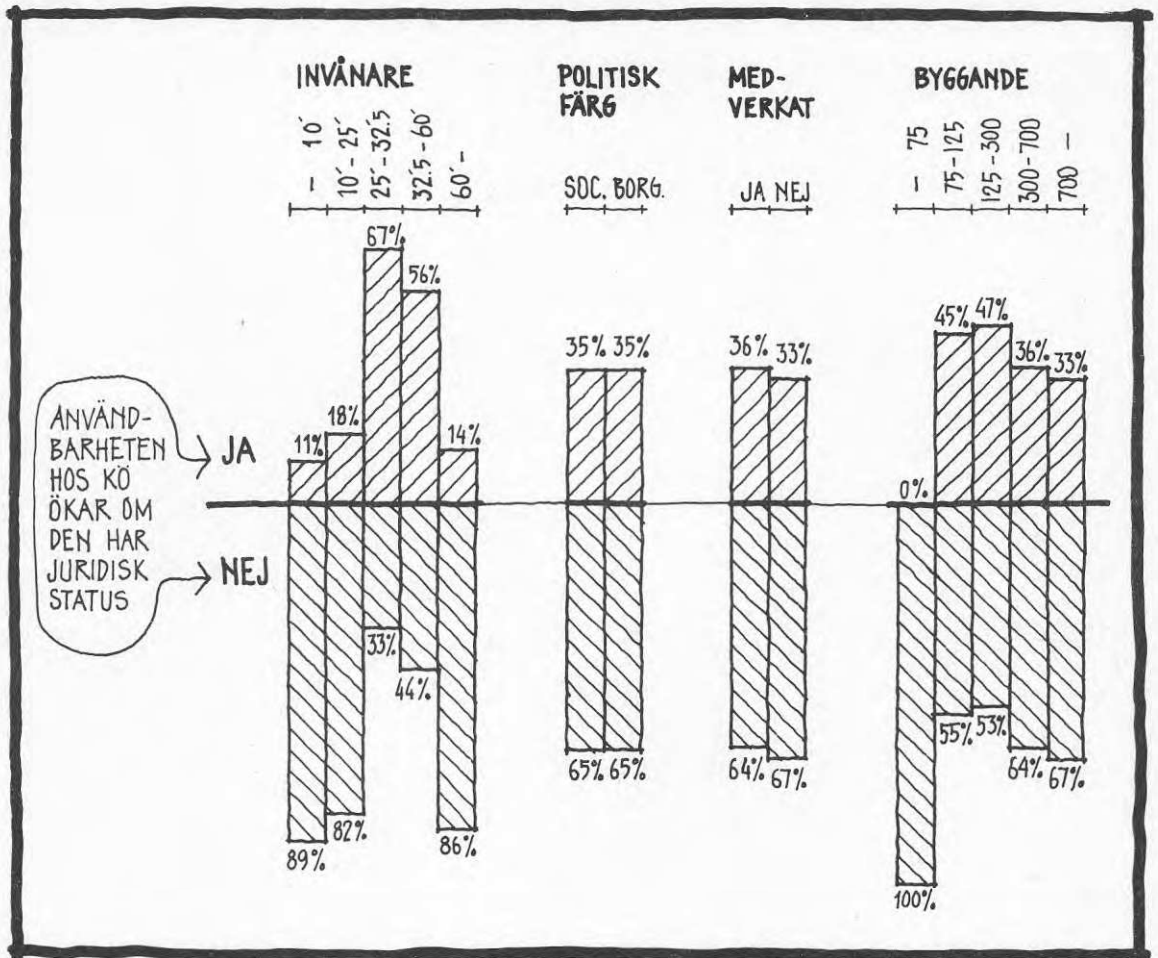 INVÅNARE
- 10´
10´- 25´
25´- 32.5
32.5 - 60´
60´-
POLITISK
FÄRG
SOC. BORG.
MED-
VERKAT
JA NEJ
BYGGANDE
- 75
75-125
125-300
300-700
700 -
67%
56%
18%
11%
14%
35% 35%
36% 33%
45% 47%
36% 33%
0%
ANVÄND-
BARHETEN
HOS KÖ
ÖKAR OM
DEN HAR
JURIDISK
STATUS
JA
NEJ
33%
44%
82%
89%
86%
65% 65%
64% 67%
55% 53%
64% 67%
100%